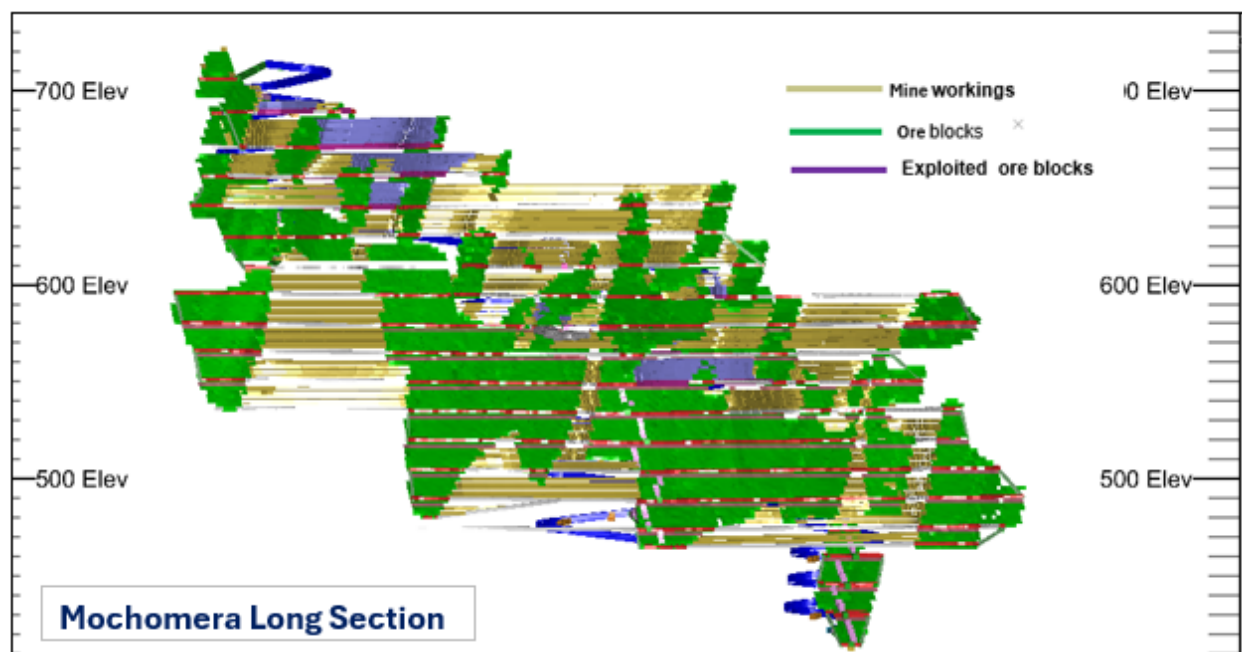 700 Elev
Mine workings
0 Elev
Ore blocks
Exploited ore blocks
600 Elev
600 Elev
500 Elev
500 Elev
Mochomera Long Section